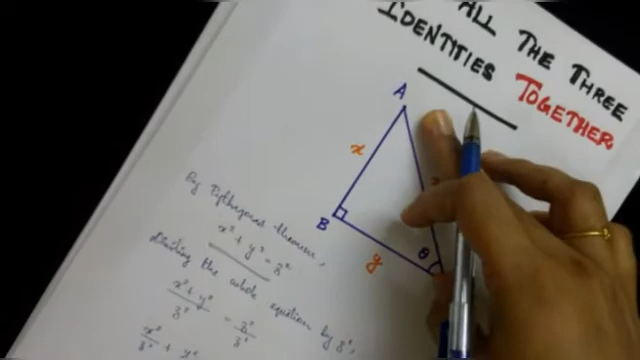 ALL THE THREE
IDENTITIES TOGETHER
A
x
B
y
θ
By Pythagoras theorem,
x² + y² = z²
Dividing the whole equation by z²,
x² + y² / z² = z² / z²
x² / z² + y²